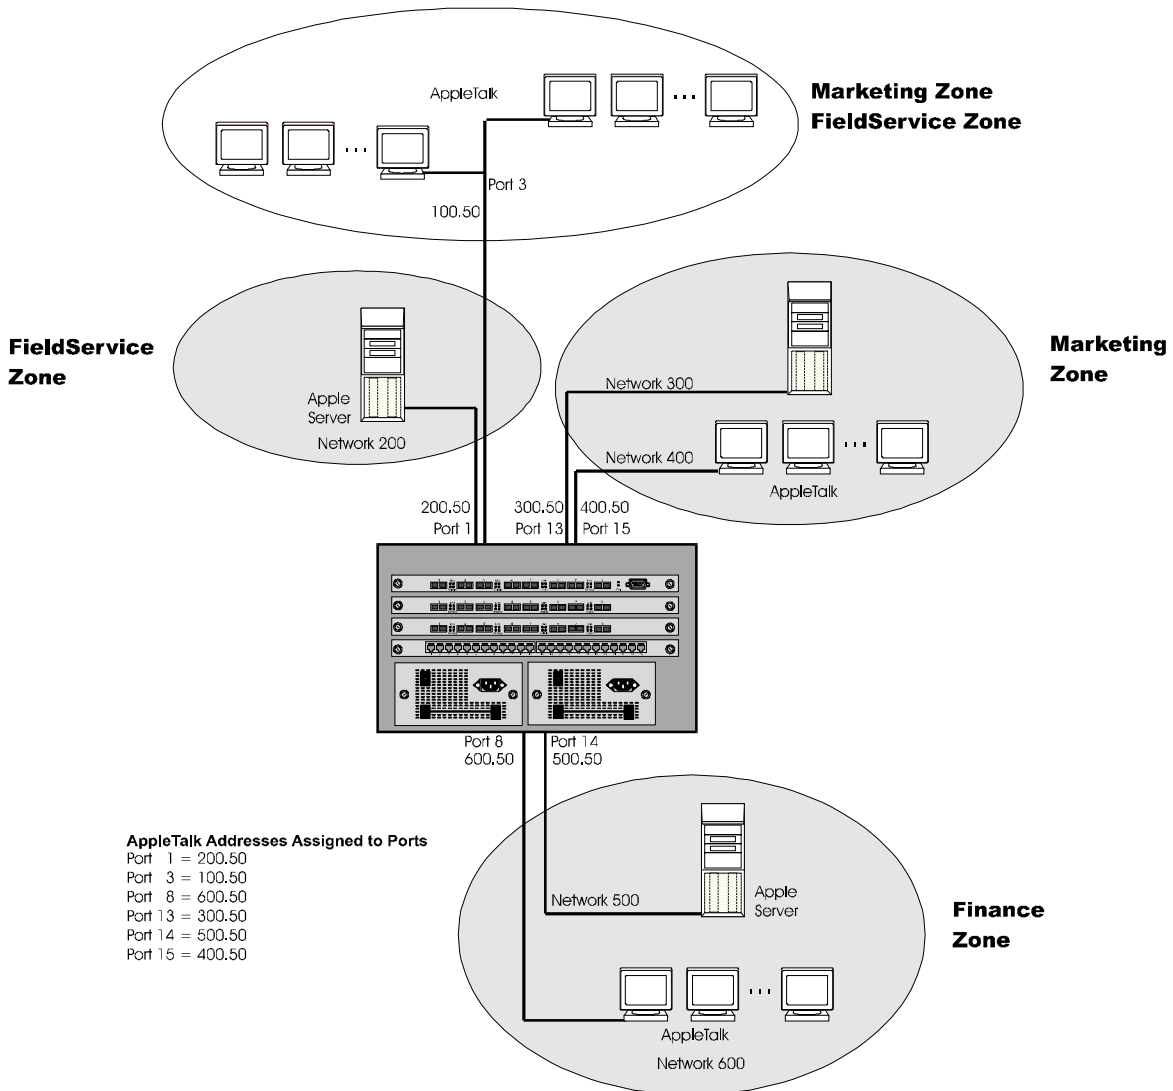 AppleTalk
Marketing Zone
FieldService Zone
Port 3
100.50
FieldService
Zone
Apple
Server
Network 200
Network 300
Marketing
Zone
Network 400
AppleTalk
200.50
Port 1
300.50
Port 13
400.50
Port 15
Port 8
600.50
Port 14
500.50
AppleTalk Addresses Assigned to Ports
Port 1 = 200.50
Port 3 = 100.50
Port 8 = 600.50
Port 13 = 300.50
Port 14 = 500.50
Port 15 = 400.50
Network 500
Apple
Server
Finance
Zone
AppleTalk
Network 600